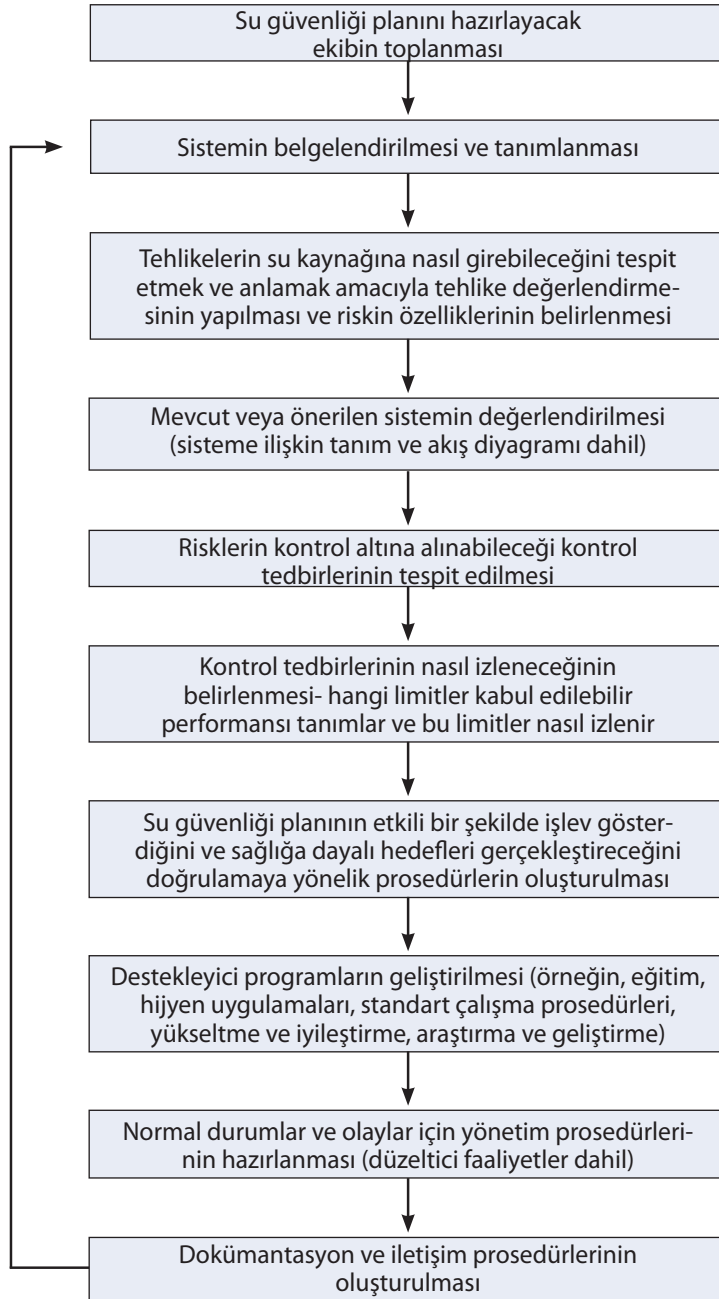 Su güvenliği planını hazırlayacak
ekibin toplanması
Sistemin belgelendirilmesi ve tanımlanması
Tehlikelerin su kaynağına nasıl girebileceğini tespit
etmek ve anlamak amacıyla tehlike değerlendirme-
sinin yapılması ve riskin özelliklerinin belirlenmesi
Mevcut veya önerilen sistemin değerlendirilmesi
(sisteme ilişkin tanım ve akış diyagramı dahil)
Risklerin kontrol altına alınabileceği kontrol
tedbirlerinin tespit edilmesi
Kontrol tedbirlerinin nasıl izleneceğinin
belirlenmesi- hangi limitler kabul edilebilir
performansı tanımlar ve bu limitler nasıl izlenir
Su güvenliği planının etkili bir şekilde işlev göster-
diğini ve sağlığa dayalı hedefleri gerçekleştireceğini
doğrulamaya yönelik prosedürlerin oluşturulması
Destekleyici programların geliştirilmesi (örneğin, eğitim,
hijyen uygulamaları, standart çalışma prosedürleri,
yükseltme ve iyileştirme, araştırma ve geliştirme)
Normal durumlar ve olaylar için yönetim prosedürleri-
nin hazırlanması (düzeltici faaliyetler dahil)
Dokümantasyon ve iletişim prosedürlerinin
oluşturulması